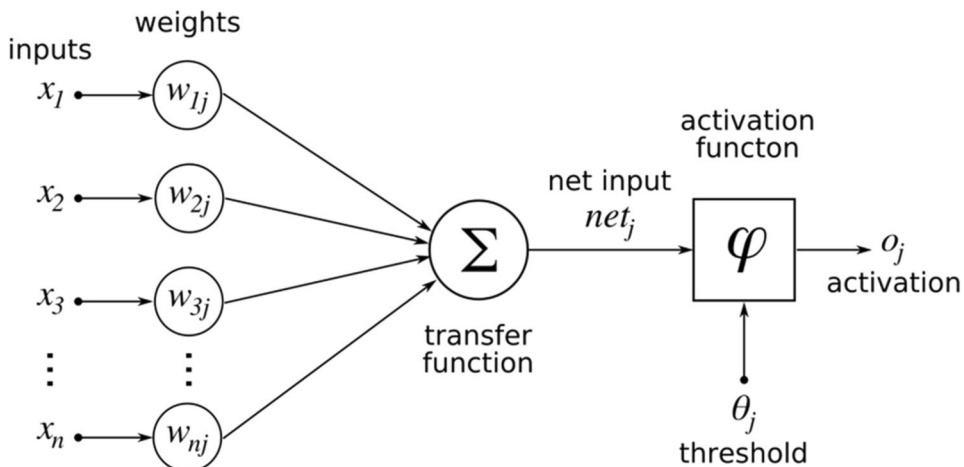 weights
inputs
x1
w1j
x2
w2j
x3
w3j
⋮
⋮
xn
wnj
Σ
transfer
function
net input
netj
activation
functon
φ
oj
activation
θj
threshold